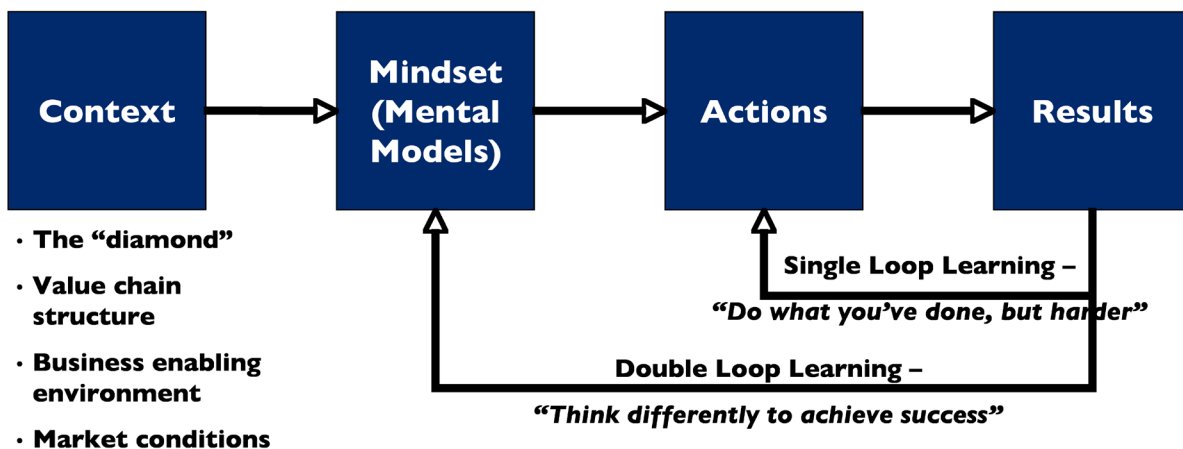 Context
Mindset
(Mental
Models)
Actions
Results
· The “diamond”
· Value chain
structure
· Business enabling
environment
· Market conditions
Single Loop Learning –
“Do what you’ve done, but harder”
Double Loop Learning –
“Think differently to achieve success”